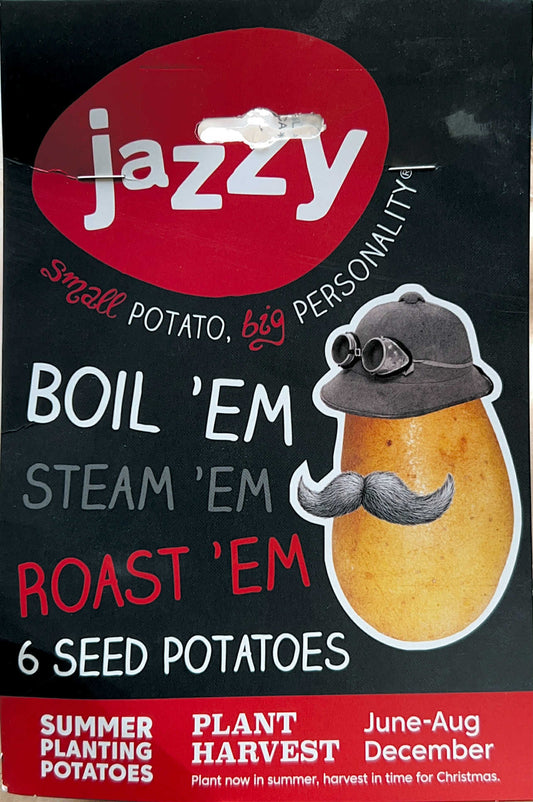 jazzy
small POTATO, big PERSONALITY®
BOIL 'EM
STEAM 'EM
ROAST 'EM
6 SEED POTATOES
SUMMER
PLANTING
POTATOES
PLANT
HARVEST
June-Aug
December
Plant now in summer, harvest in time for Christmas.